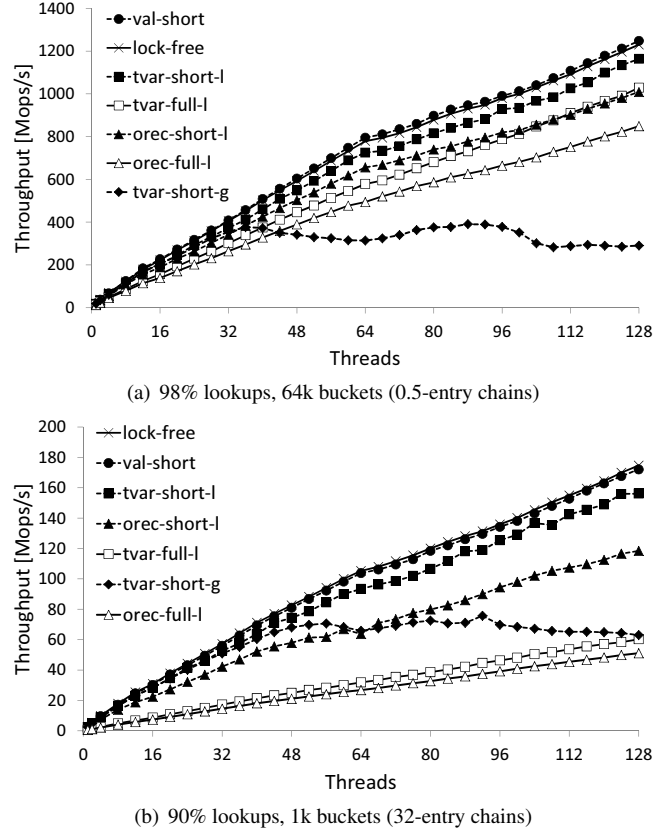 1400
1200
1000
800
600
400
200
0
Throughput [Mops/s]
val-short
lock-free
tvar-short-l
tvar-full-l
orec-short-l
orec-full-l
tvar-short-g
0 16 32 48 64 80 96 112 128
Threads
(a) 98% lookups, 64k buckets (0.5-entry chains)
200
180
160
140
120
100
80
60
40
20
0
Throughput [Mops/s]
lock-free
val-short
tvar-short-l
orec-short-l
tvar-full-l
tvar-short-g
orec-full-l
0 16 32 48 64 80 96 112 128
Threads
(b) 90% lookups, 1k buckets (32-entry chains)